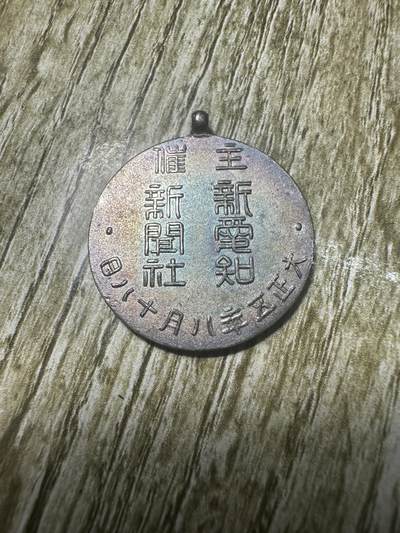 主催
新愛知
新聞社
大正五年八月十八日